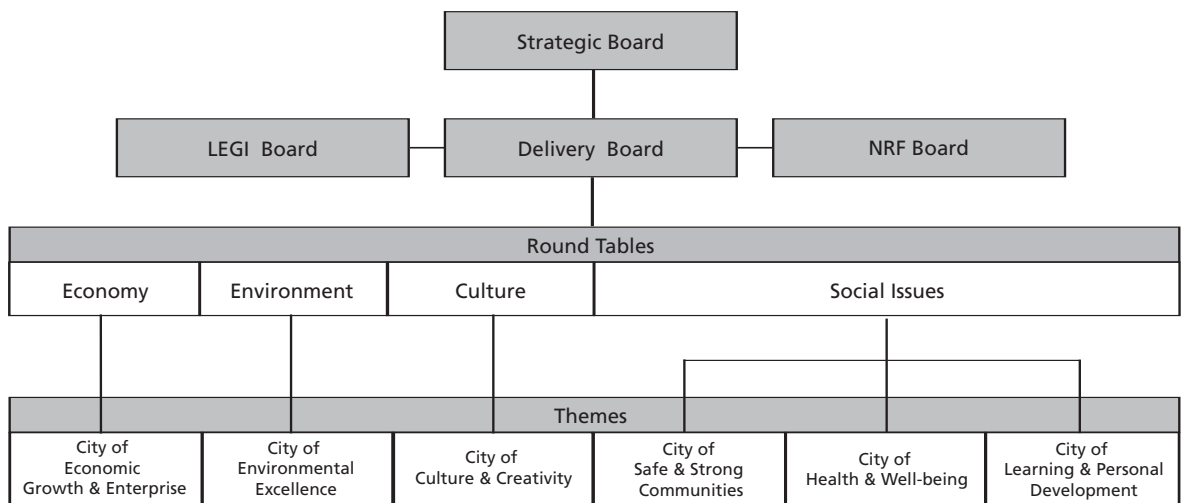 Strategic Board
LEGI Board
Delivery Board
NRF Board
Round Tables
Economy
Environment
Culture
Social Issues
Themes
City of
Economic
Growth & Enterprise
City of
Environmental
Excellence
City of
Culture & Creativity
City of
Safe & Strong
Communities
City of
Health & Well-being
City of
Learning & Personal
Development